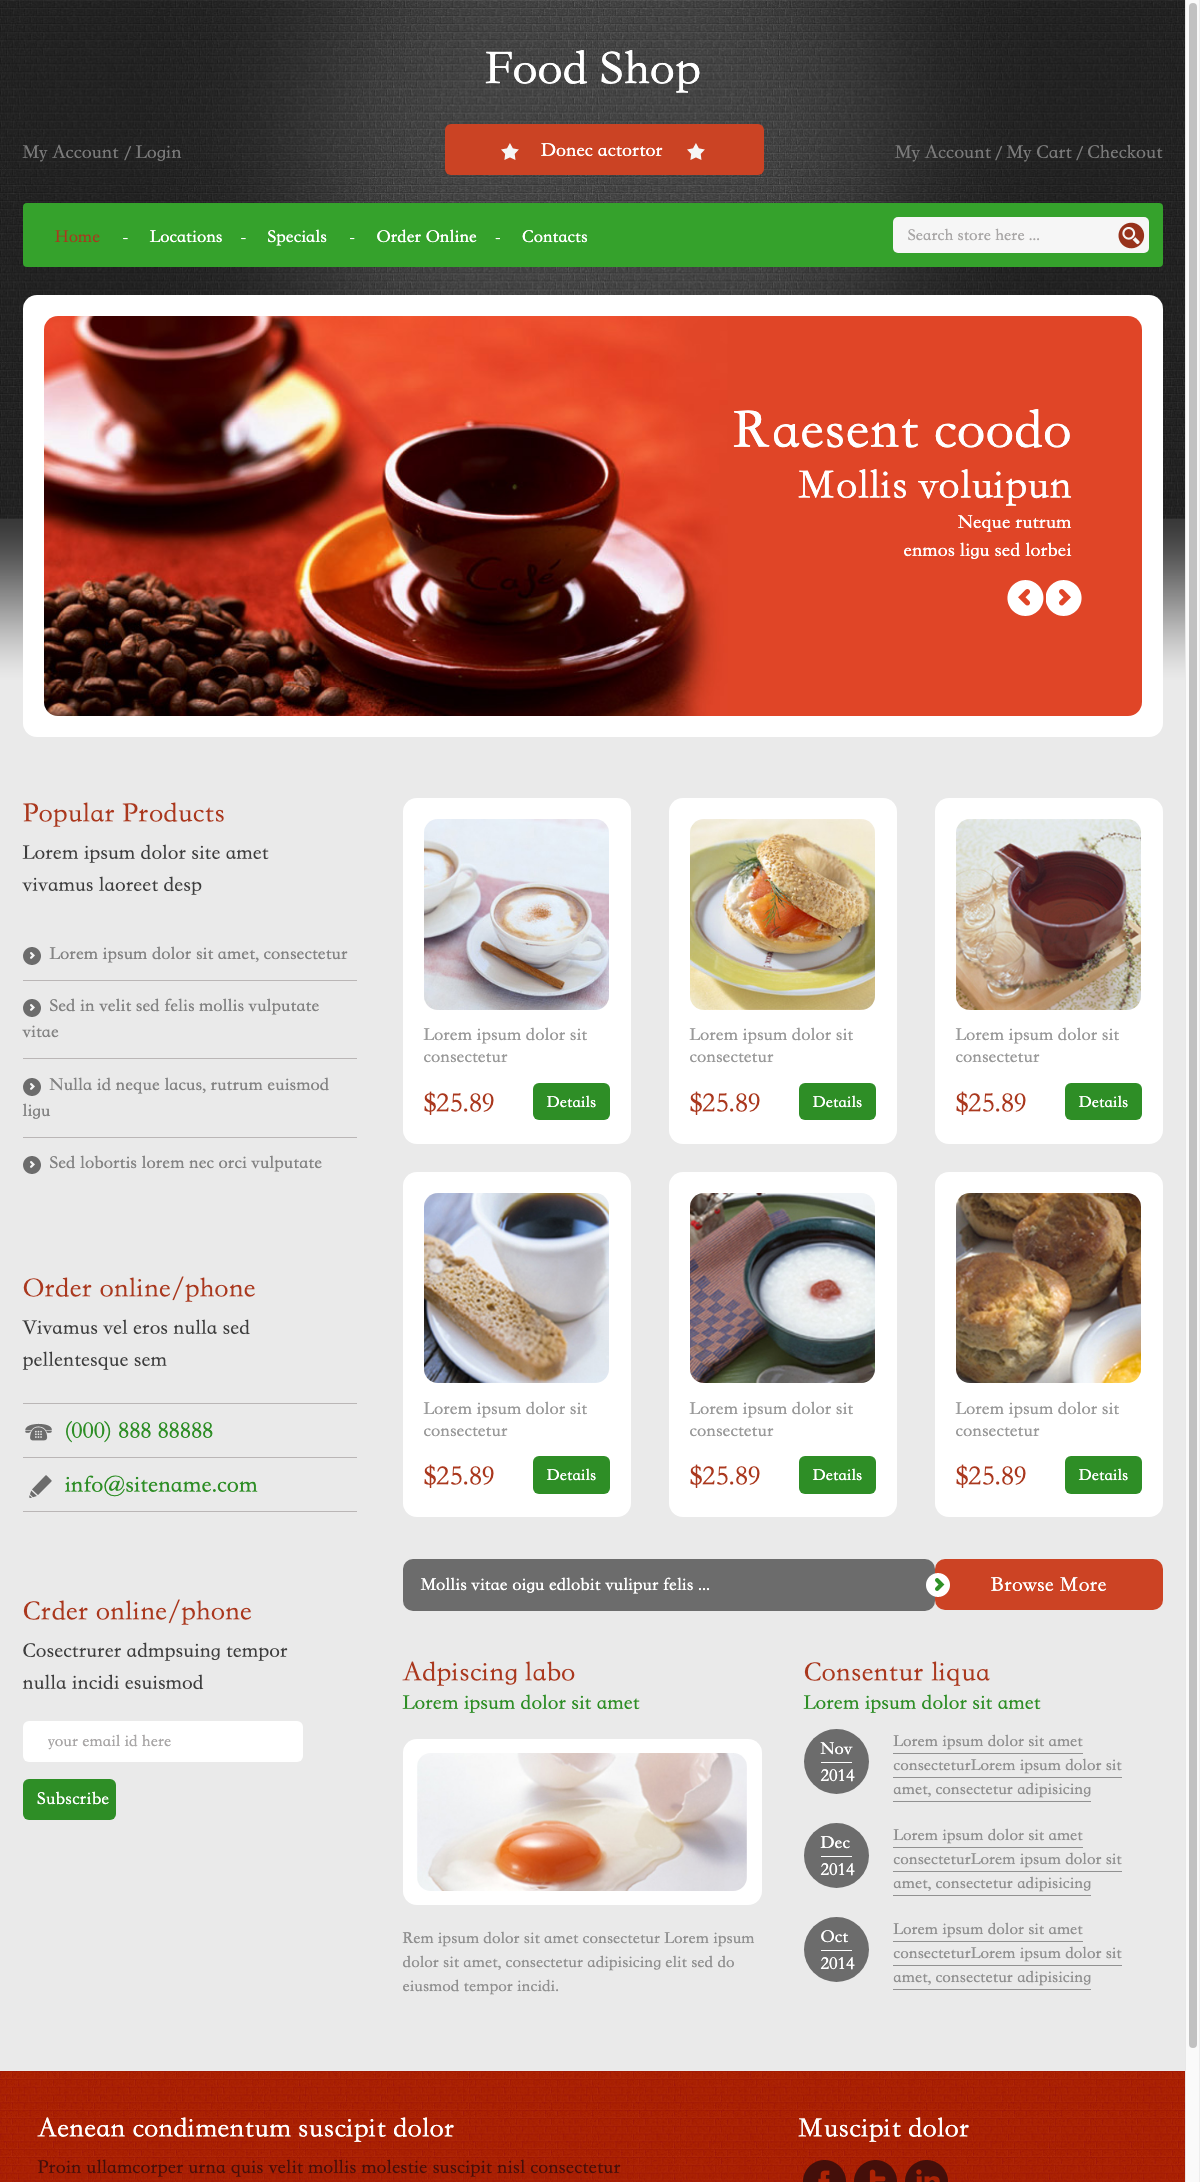 Food Shop
My Account / Login
Donec actortor
My Account / My Cart / Checkout
Home - Locations - Specials - Order Online - Contacts
Search store here ...
Raesent coodo
Mollis voluipun
Neque rutrum
enmos ligu sed lorbei
Café
Popular Products
Lorem ipsum dolor site amet
vivamus laoreet desp
Lorem ipsum dolor sit amet, consectetur
Sed in velit sed felis mollis vulputate
vitae
Nulla id neque lacus, rutrum euismod
ligu
Sed lobortis lorem nec orci vulputate
Order online/phone
Vivamus vel eros nulla sed
pellentesque sem
(000) 888 88888
info@sitename.com
Crder online/phone
Cosectrurer admpsuing tempor
nulla incidi esuismod
your email id here
Subscribe
Lorem ipsum dolor sit
consectetur
$25.89
Details
Lorem ipsum dolor sit
consectetur
$25.89
Details
Lorem ipsum dolor sit
consectetur
$25.89
Details
Lorem ipsum dolor sit
consectetur
$25.89
Details
Lorem ipsum dolor sit
consectetur
$25.89
Details
Lorem ipsum dolor sit
consectetur
$25.89
Details
Mollis vitae oigu edlobit vulipur felis ...
Browse More
Adpiscing labo
Lorem ipsum dolor sit amet
Rem ipsum dolor sit amet consectetur Lorem ipsum
dolor sit amet, consectetur adipisicing elit sed do
eiusmod tempor incidi.
Consentur liqua
Lorem ipsum dolor sit amet
Nov
2014
Lorem ipsum dolor sit amet
consecteturLorem ipsum dolor sit
amet, consectetur adipisicing
Dec
2014
Lorem ipsum dolor sit amet
consecteturLorem ipsum dolor sit
amet, consectetur adipisicing
Oct
2014
Lorem ipsum dolor sit amet
consecteturLorem ipsum dolor sit
amet, consectetur adipisicing
Aenean condimentum suscipit dolor
Proin ullamcorper urna quis velit mollis molestie suscipit nisl consectetur
Muscipit dolor